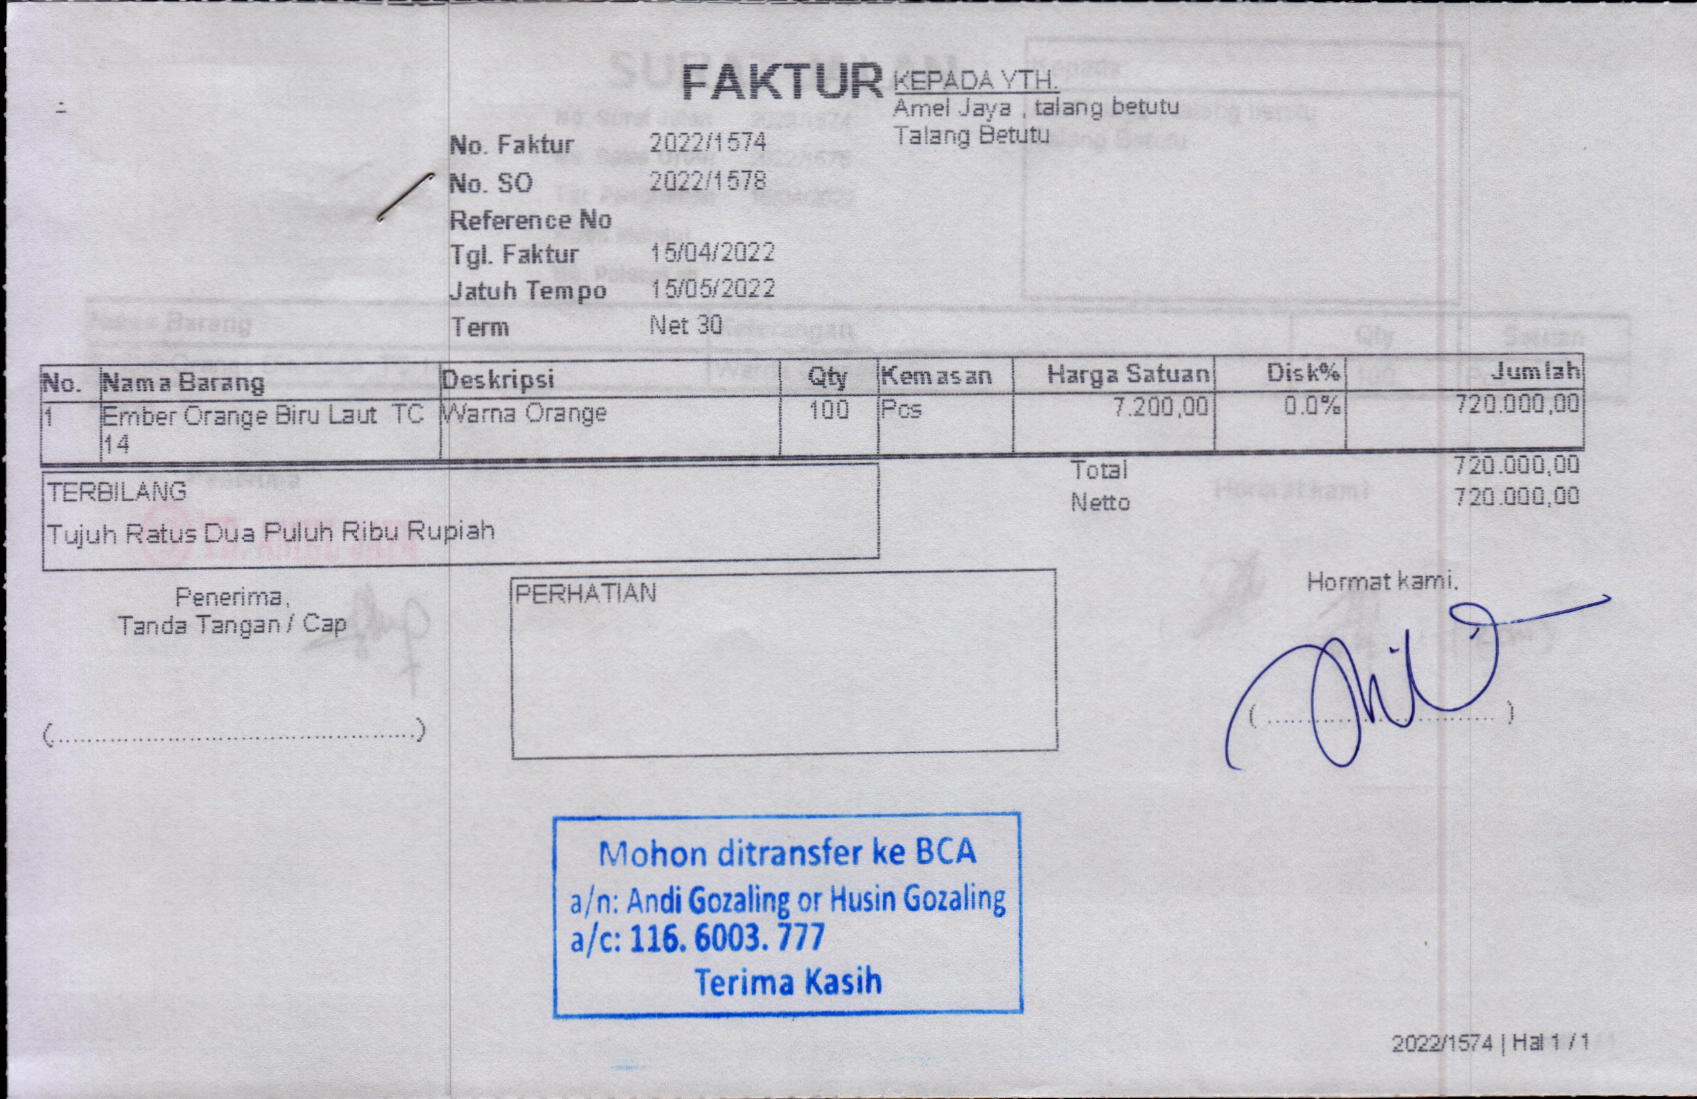 FAKTUR
KEPADA YTH.
Amel Jaya , talang betutu
Talang Betutu
No. Faktur 2022/1574
No. SO 2022/1578
Reference No
Tgl. Faktur 15/04/2022
Jatuh Tempo 15/05/2022
Term Net 30
No. Nama Barang Deskripsi Qty Kemasan Harga Satuan Disk% Jumlah
1 Ember Orange Biru Laut TC Warna Orange 100 Pcs 7.200,00 0.0% 720.000,00
14
Total 720.000,00
Netto 720.000,00
TERBILANG
Tujuh Ratus Dua Puluh Ribu Rupiah
Penerima,
Tanda Tangan / Cap
(..........................................)
PERHATIAN
Hormat kami.
(..............................)
Mohon ditransfer ke BCA
a/n: Andi Gozaling or Husin Gozaling
a/c: 116. 6003. 777
Terima Kasih
2022/1574 | Hal 1 / 1